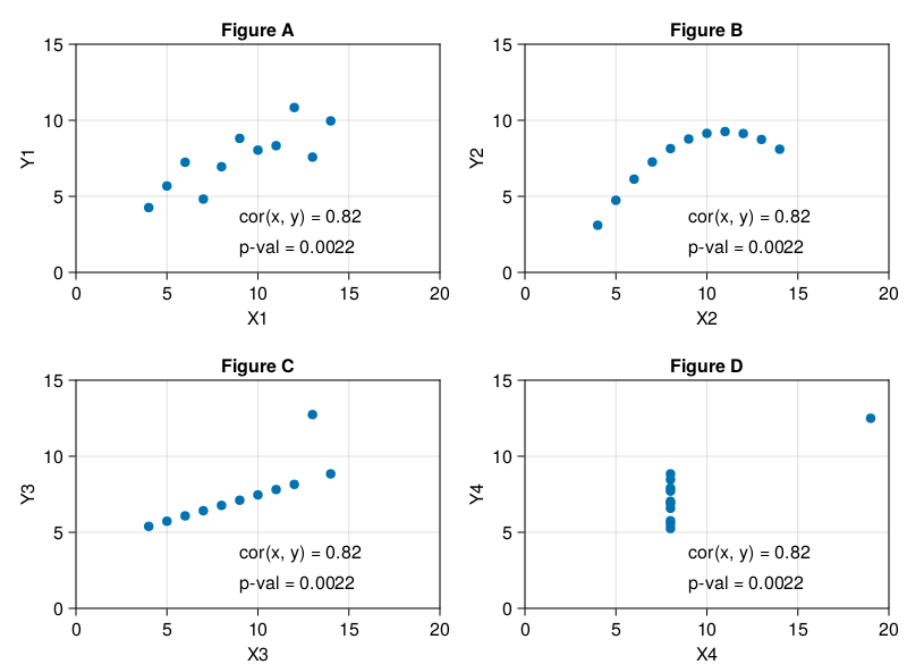 Figure A
15
10
5
0
Y1
cor(x, y) = 0.82
p-val = 0.0022
0 5 10 15 20
X1
Figure B
15
10
5
0
Y2
cor(x, y) = 0.82
p-val = 0.0022
0 5 10 15 20
X2
Figure C
15
10
5
0
Y3
cor(x, y) = 0.82
p-val = 0.0022
0 5 10 15 20
X3
Figure D
15
10
5
0
Y4
cor(x, y) = 0.82
p-val = 0.0022
0 5 10 15 20
X4